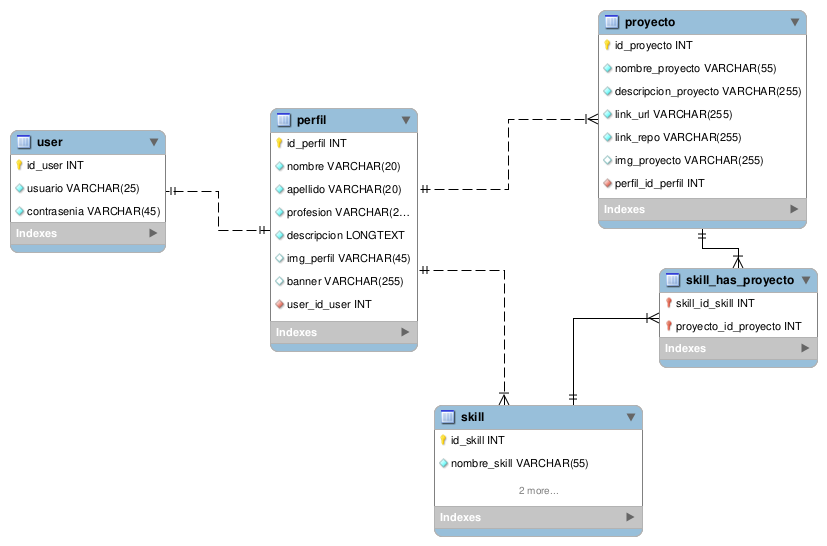 user
id_user INT
usuario VARCHAR(25)
contrasenia VARCHAR(45)
Indexes
perfil
id_perfil INT
nombre VARCHAR(20)
apellido VARCHAR(20)
profesion VARCHAR(2...
descripcion LONGTEXT
img_perfil VARCHAR(45)
banner VARCHAR(255)
user_id_user INT
Indexes
proyecto
id_proyecto INT
nombre_proyecto VARCHAR(55)
descripcion_proyecto VARCHAR(255)
link_url VARCHAR(255)
link_repo VARCHAR(255)
img_proyecto VARCHAR(255)
perfil_id_perfil INT
Indexes
skill_has_proyecto
skill_id_skill INT
proyecto_id_proyecto INT
Indexes
skill
id_skill INT
nombre_skill VARCHAR(55)
2 more...
Indexes